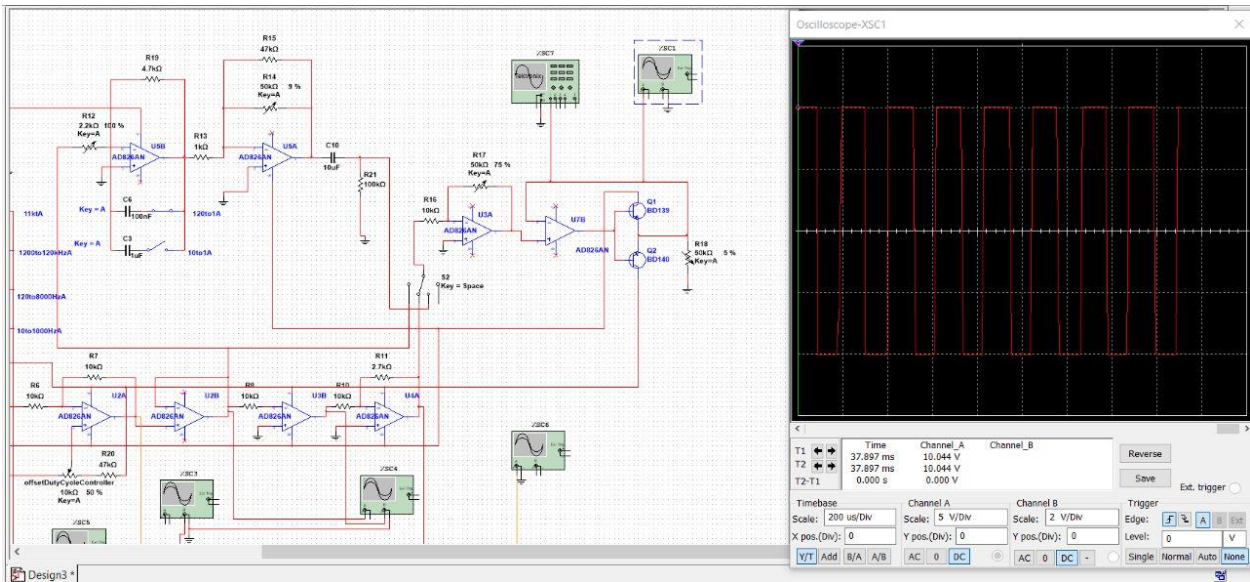 R15
47kΩ
R19
4.7kΩ
R14
50kΩ 9 %
Key=A
R12
2.2kΩ 100 %
Key=A
R13
1kΩ
U5B
AD826AN
U5A
AD826AN
C10
10uF
R21
100kΩ
C6
Key = A
100nF
120to1A
11ktA
Key = A
C3
1uF
10to1A
1200to120kHzA
120to8000HzA
10to1000HzA
XSC7
Tektronix
XSC1
Ext Trig
R17
50kΩ 75 %
Key=A
R16
10kΩ
U3A
AD826AN
U7B
AD826AN
Q1
BD139
Q2
BD140
R18
50kΩ 5 %
Key=A
S2
Key = Space
R7
10kΩ
R6
10kΩ
U2A
AD826AN
U2B
AD826AN
10kΩ
U3B
AD826AN
R10
10kΩ
R11
2.7kΩ
U4A
AD826AN
R20
47kΩ
offsetDutyCycleController
10kΩ 50 %
Key=A
XSC3
XSC4
XSC6
XSC5
Design3 *
Oscilloscope-XSC1
Time Channel_A Channel_B
T1 37.897 ms 10.044 V
T2 37.897 ms 10.044 V
T2-T1 0.000 s 0.000 V
Reverse
Save
Ext. trigger
Timebase
Scale: 200 us/Div
X pos.(Div): 0
Y/T Add B/A A/B
Channel A
Scale: 5 V/Div
Y pos.(Div): 0
AC 0 DC
Channel B
Scale: 2 V/Div
Y pos.(Div): 0
AC 0 DC -
Trigger
Edge: A B Ext
Level: 0 V
Single Normal Auto None